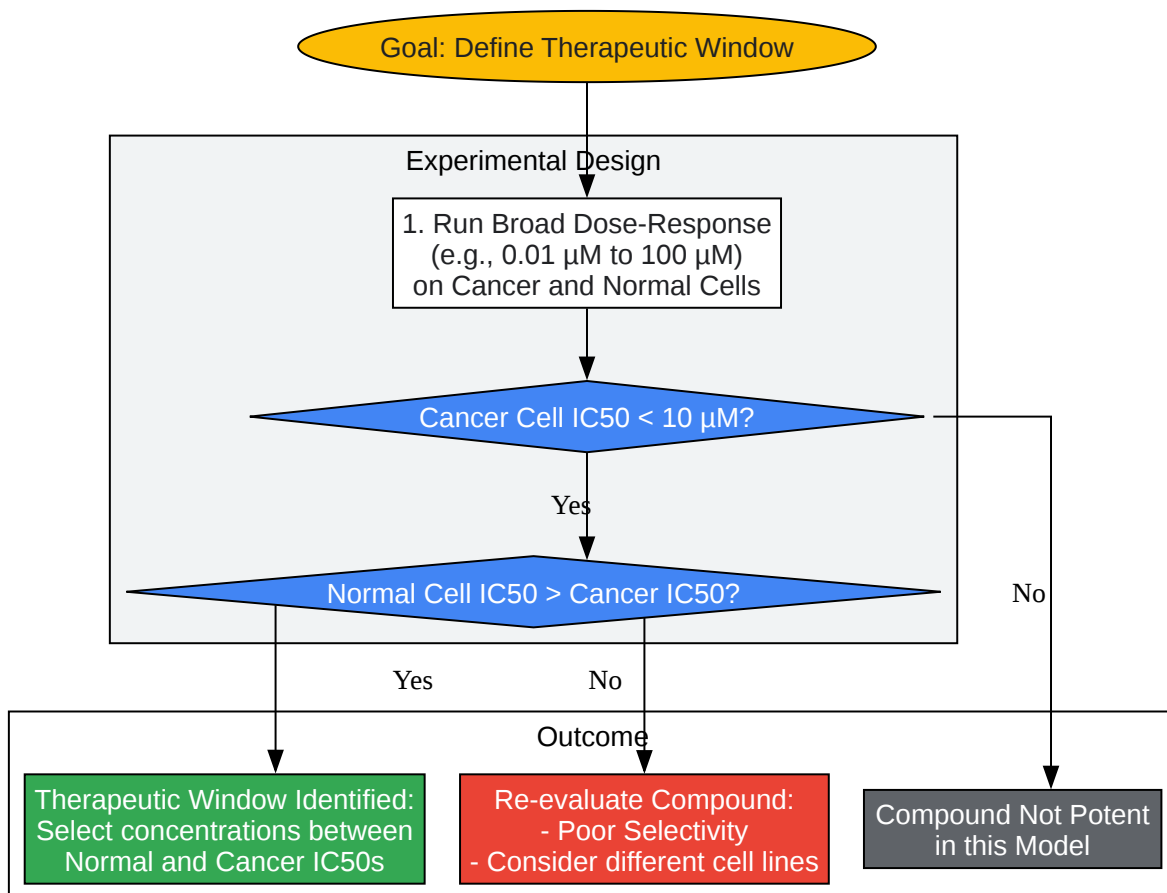 Goal: Define Therapeutic Window
Experimental Design
1. Run Broad Dose-Response
(e.g., 0.01 µM to 100 µM)
on Cancer and Normal Cells
Cancer Cell IC50 < 10 µM?
Yes
Normal Cell IC50 > Cancer IC50?
No
Yes
No
Outcome
Therapeutic Window Identified:
Select concentrations between
Normal and Cancer IC50s
Re-evaluate Compound:
- Poor Selectivity
- Consider different cell lines
Compound Not Potent
in this Model